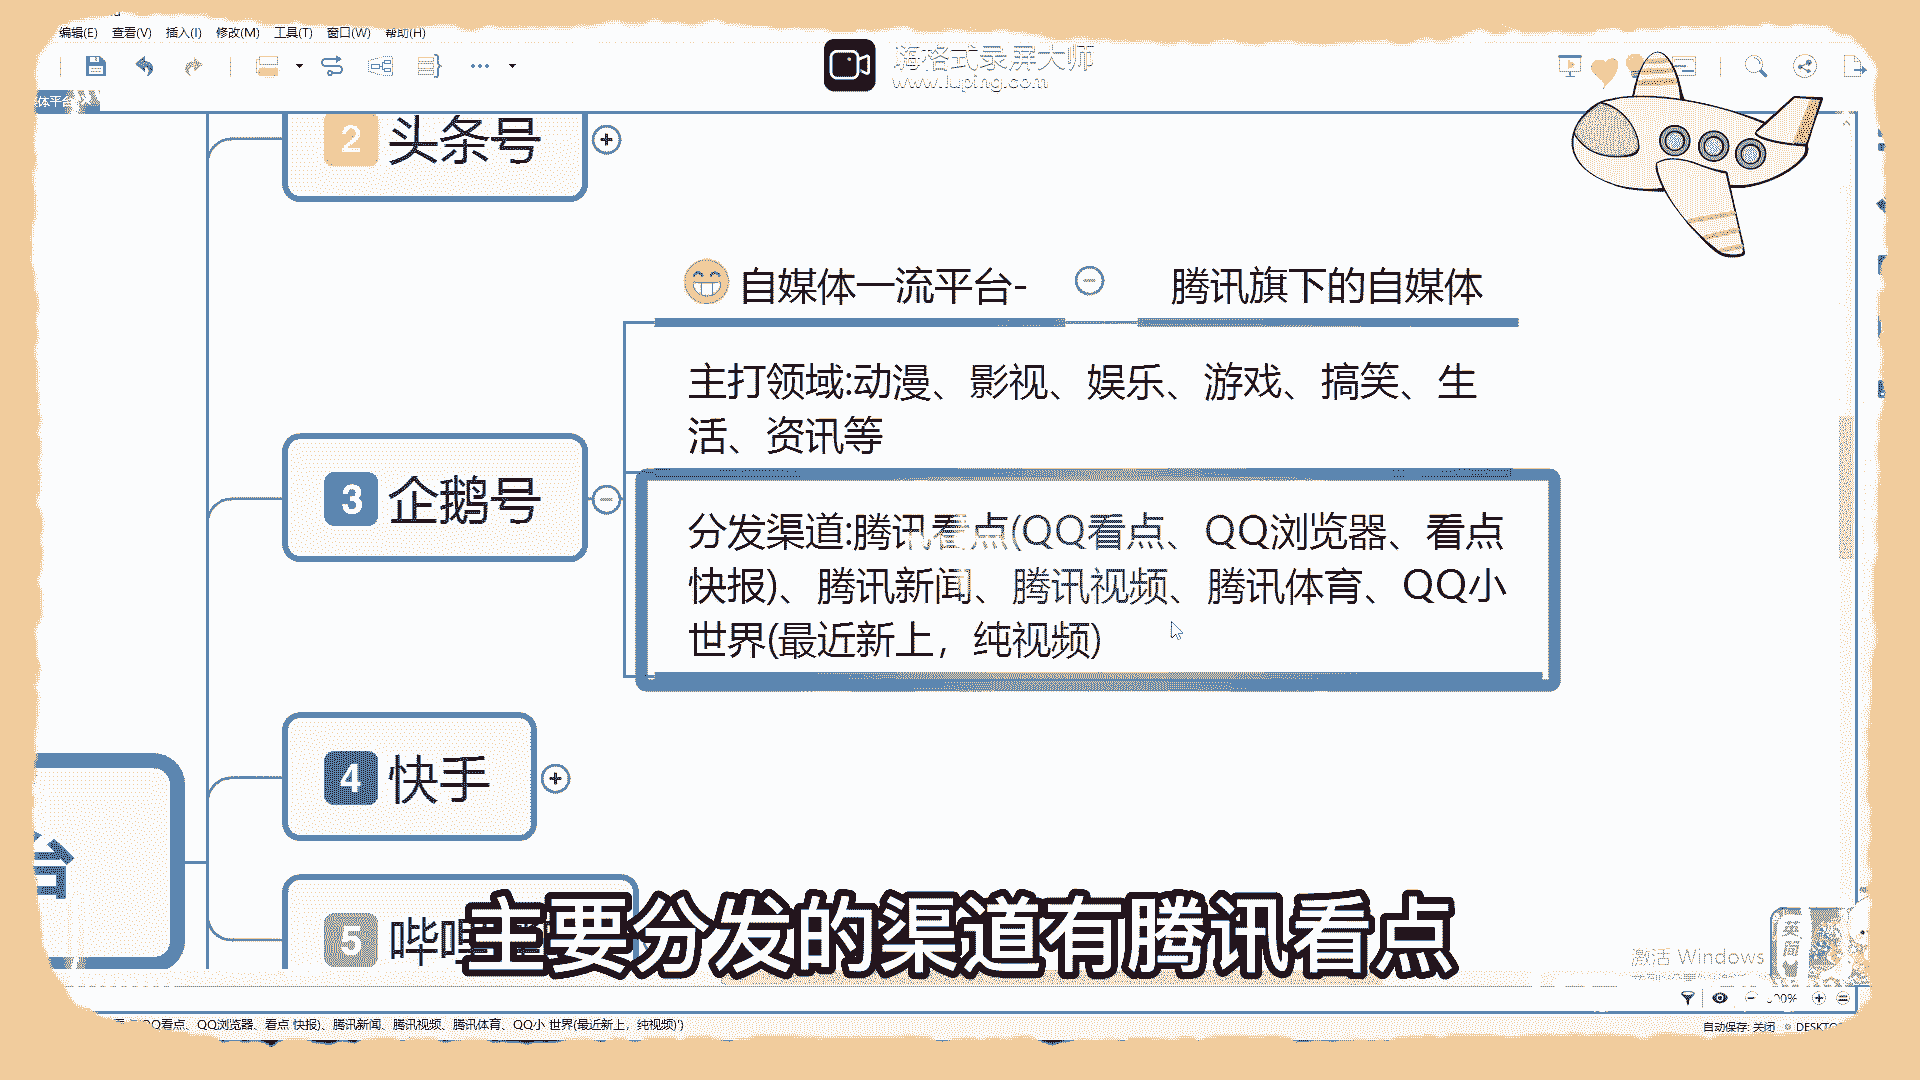 编辑(E) 查看(V) 插入(I) 修改(M) 工具(T) 窗口(W) 帮助(H)
嗨格式录屏大师
www.luping.com
体平台
2 头条号
自媒体一流平台-
腾讯旗下的自媒体
主打领域:动漫、影视、娱乐、游戏、搞笑、生
活、资讯等
3 企鹅号
分发渠道:腾讯看点(QQ看点、QQ浏览器、看点
快报)、腾讯新闻、腾讯视频、腾讯体育、QQ小
世界(最近新上，纯视频)
4 快手
台
5 哔
主要分发的渠道有腾讯看点
激活 Windows
QQ看点、QQ浏览器、看点 快报)、腾讯新闻、腾讯视频、腾讯体育、QQ小 世界(最近新上，纯视频)')
自动保存: 关闭